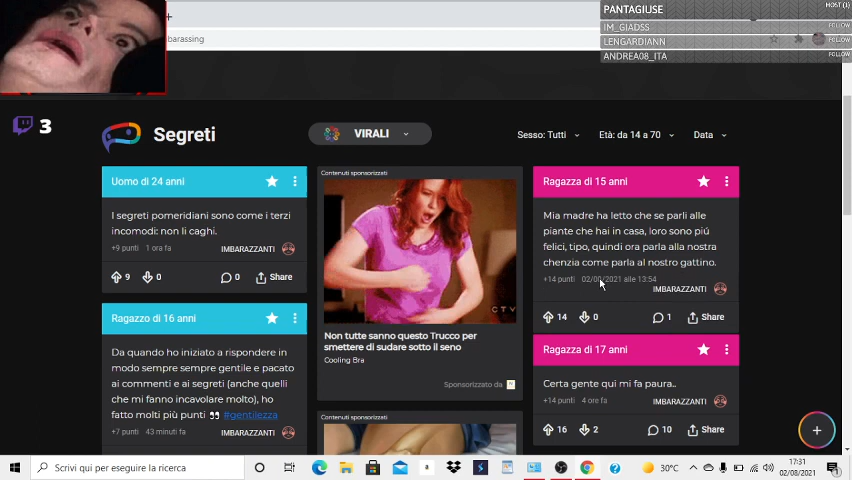 PANTAGIUSE
HOST (1)
IM_GIADSS
FOLLOW
LENGARDIANN
FOLLOW
ANDREA08_ITA
FOLLOW
barassing
3
Segreti
VIRALI
Sesso: Tutti
Età: da 14 a 70
Data
Uomo di 24 anni
I segreti pomeridiani sono come i terzi
incomodi: non li caghi.
+9 punti 1 ora fa
IMBARAZZANTI
9 0 0 Share
Ragazzo di 16 anni
Da quando ho iniziato a rispondere in
modo sempre sempre gentile e pacato
ai commenti e ai segreti (anche quelli
che mi fanno incavolare molto), ho
fatto molti più punti 👀 #gentilezza
+7 punti 43 minuti fa
IMBARAZZANTI
Contenuti sponsorizzati
CTV
Non tutte sanno questo Trucco per
smettere di sudare sotto il seno
Cooling Bra
Sponsorizzato da
Contenuti sponsorizzati
Ragazza di 15 anni
Mia madre ha letto che se parli alle
piante che hai in casa, loro sono piú
felici, tipo, quindi ora parla alla nostra
chenzia come parla al nostro gattino.
+14 punti 02/08/2021 alle 13:54
IMBARAZZANTI
14 0 1 Share
Ragazza di 17 anni
Certa gente qui mi fa paura..
+14 punti 4 ore fa
IMBARAZZANTI
16 2 10 Share
Scrivi qui per eseguire la ricerca
30°C
17:31
02/08/2021